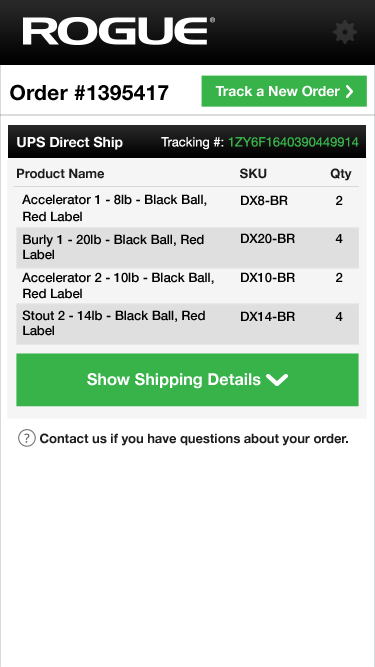 ROGUE®
Order #1395417
Track a New Order
UPS Direct Ship Tracking #: 1ZY6F1640390449914
Product Name SKU Qty
Accelerator 1 - 8lb - Black Ball, DX8-BR 2
Red Label
Burly 1 - 20lb - Black Ball, Red DX20-BR 4
Label
Accelerator 2 - 10lb - Black Ball, DX10-BR 2
Red Label
Stout 2 - 14lb - Black Ball, Red DX14-BR 4
Label
Show Shipping Details
? Contact us if you have questions about your order.